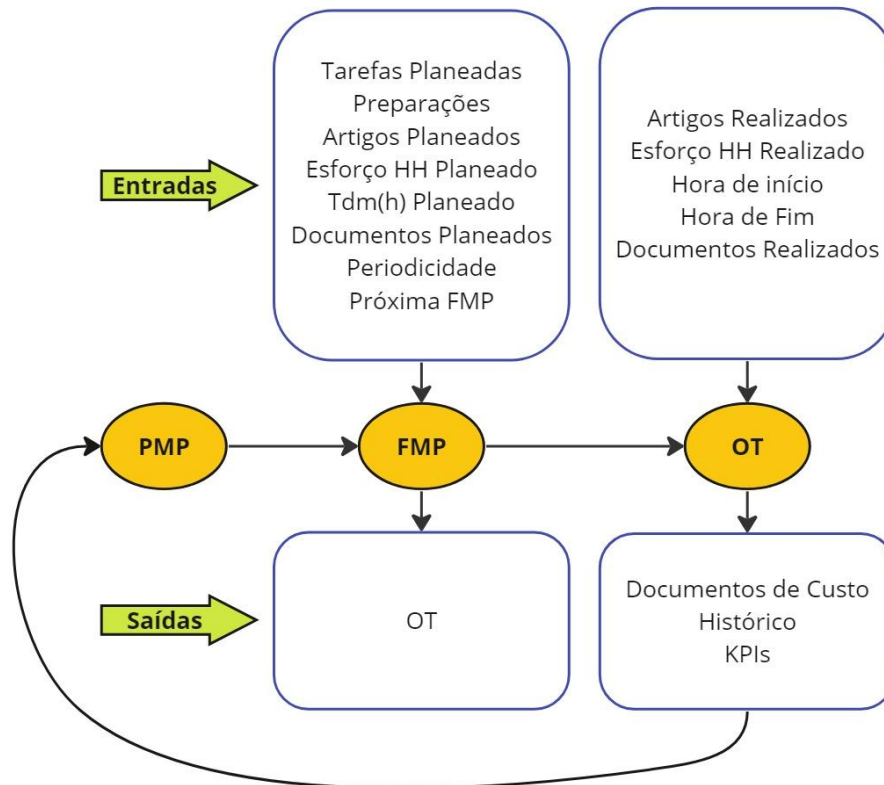 Tarefas Planeadas
Preparações
Artigos Planeados
Esforço HH Planeado
Tdm(h) Planeado
Documentos Planeados
Periodicidade
Próxima FMP
Artigos Realizados
Esforço HH Realizado
Hora de início
Hora de Fim
Documentos Realizados
Entradas
PMP
FMP
OT
Saídas
OT
Documentos de Custo
Histórico
KPIs